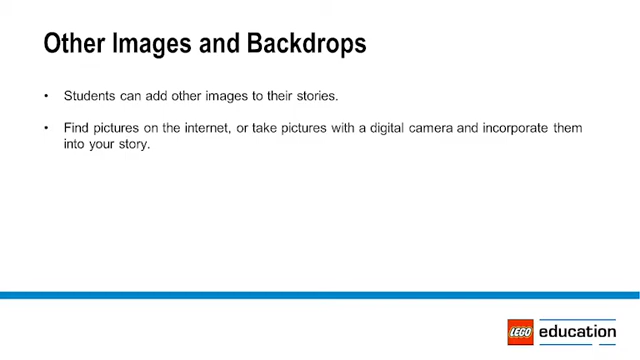 Other Images and Backdrops
• Students can add other images to their stories.
• Find pictures on the internet, or take pictures with a digital camera and incorporate them
into your story.
LEGO education